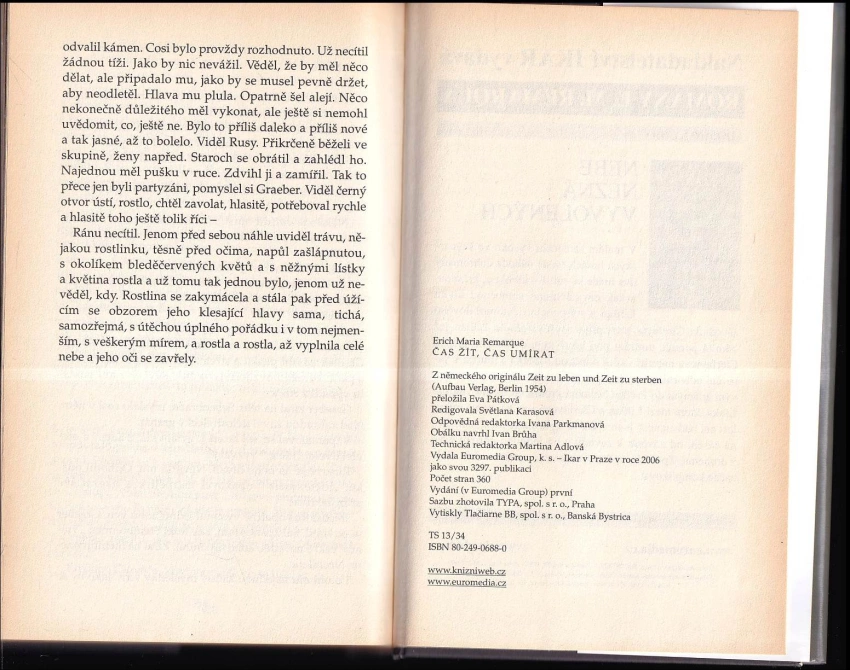 odvalil kámen. Cosi bylo provždy rozhodnuto. Už necítil
žádnou tíži. Jako by nic nevážil. Věděl, že by měl něco
dělat, ale připadalo mu, jako by se musel pevně držet,
aby neodletěl. Hlava mu plula. Opatrně šel alejí. Něco
nekonečně důležitého měl vykonat, ale ještě si nemohl
uvědomit, co, ještě ne. Bylo to příliš daleko a příliš nové
a tak jasné, až to bolelo. Viděl Rusy. Přikrčeně běželi ve
skupině, ženy napřed. Staroch se obrátil a zahlédl ho.
Najednou měl pušku v ruce. Zdvihl ji a zamířil. Tak to
přece jen byli partyzáni, pomyslel si Graeber. Viděl černý
otvor ústí, rostlo, chtěl zavolat, hlasitě, potřeboval rychle
a hlasitě toho ještě tolik říci –
Ránu necítil. Jenom před sebou náhle uviděl trávu, ně-
jakou rostlinku, těsně před očima, napůl zašlápnutou,
s okolíkem bleděčervených květů a s něžnými lístky
a květina rostla a už tomu tak jednou bylo, jenom už ne-
věděl, kdy. Rostlina se zakymácela a stála pak před úží-
cím se obzorem jeho klesající hlavy sama, tichá,
samozřejmá, s útěchou úplného pořádku i v tom nejmen-
ším, s veškerým mírem, a rostla a rostla, až vyplnila celé
nebe a jeho oči se zavřely.
Erich Maria Remarque
ČAS ŽÍT, ČAS UMÍRAT
Z německého originálu Zeit zu leben und Zeit zu sterben
(Aufbau Verlag, Berlin 1954)
přeložila Eva Pátková
Redigovala Světlana Karasová
Odpovědná redaktorka Ivana Parkmanová
Obálku navrhl Ivan Brůha
Technická redaktorka Martina Adlová
Vydala Euromedia Group, k. s. – Ikar v Praze v roce 2006
jako svou 3297. publikaci
Počet stran 360
Vydání (v Euromedia Group) první
Sazbu zhotovila TYPA, spol. s r. o., Praha
Vytiskly Tlačiarne BB, spol. s r. o., Banská Bystrica
TS 13/34
ISBN 80-249-0688-0
www.knizniweb.cz
www.euromedia.cz